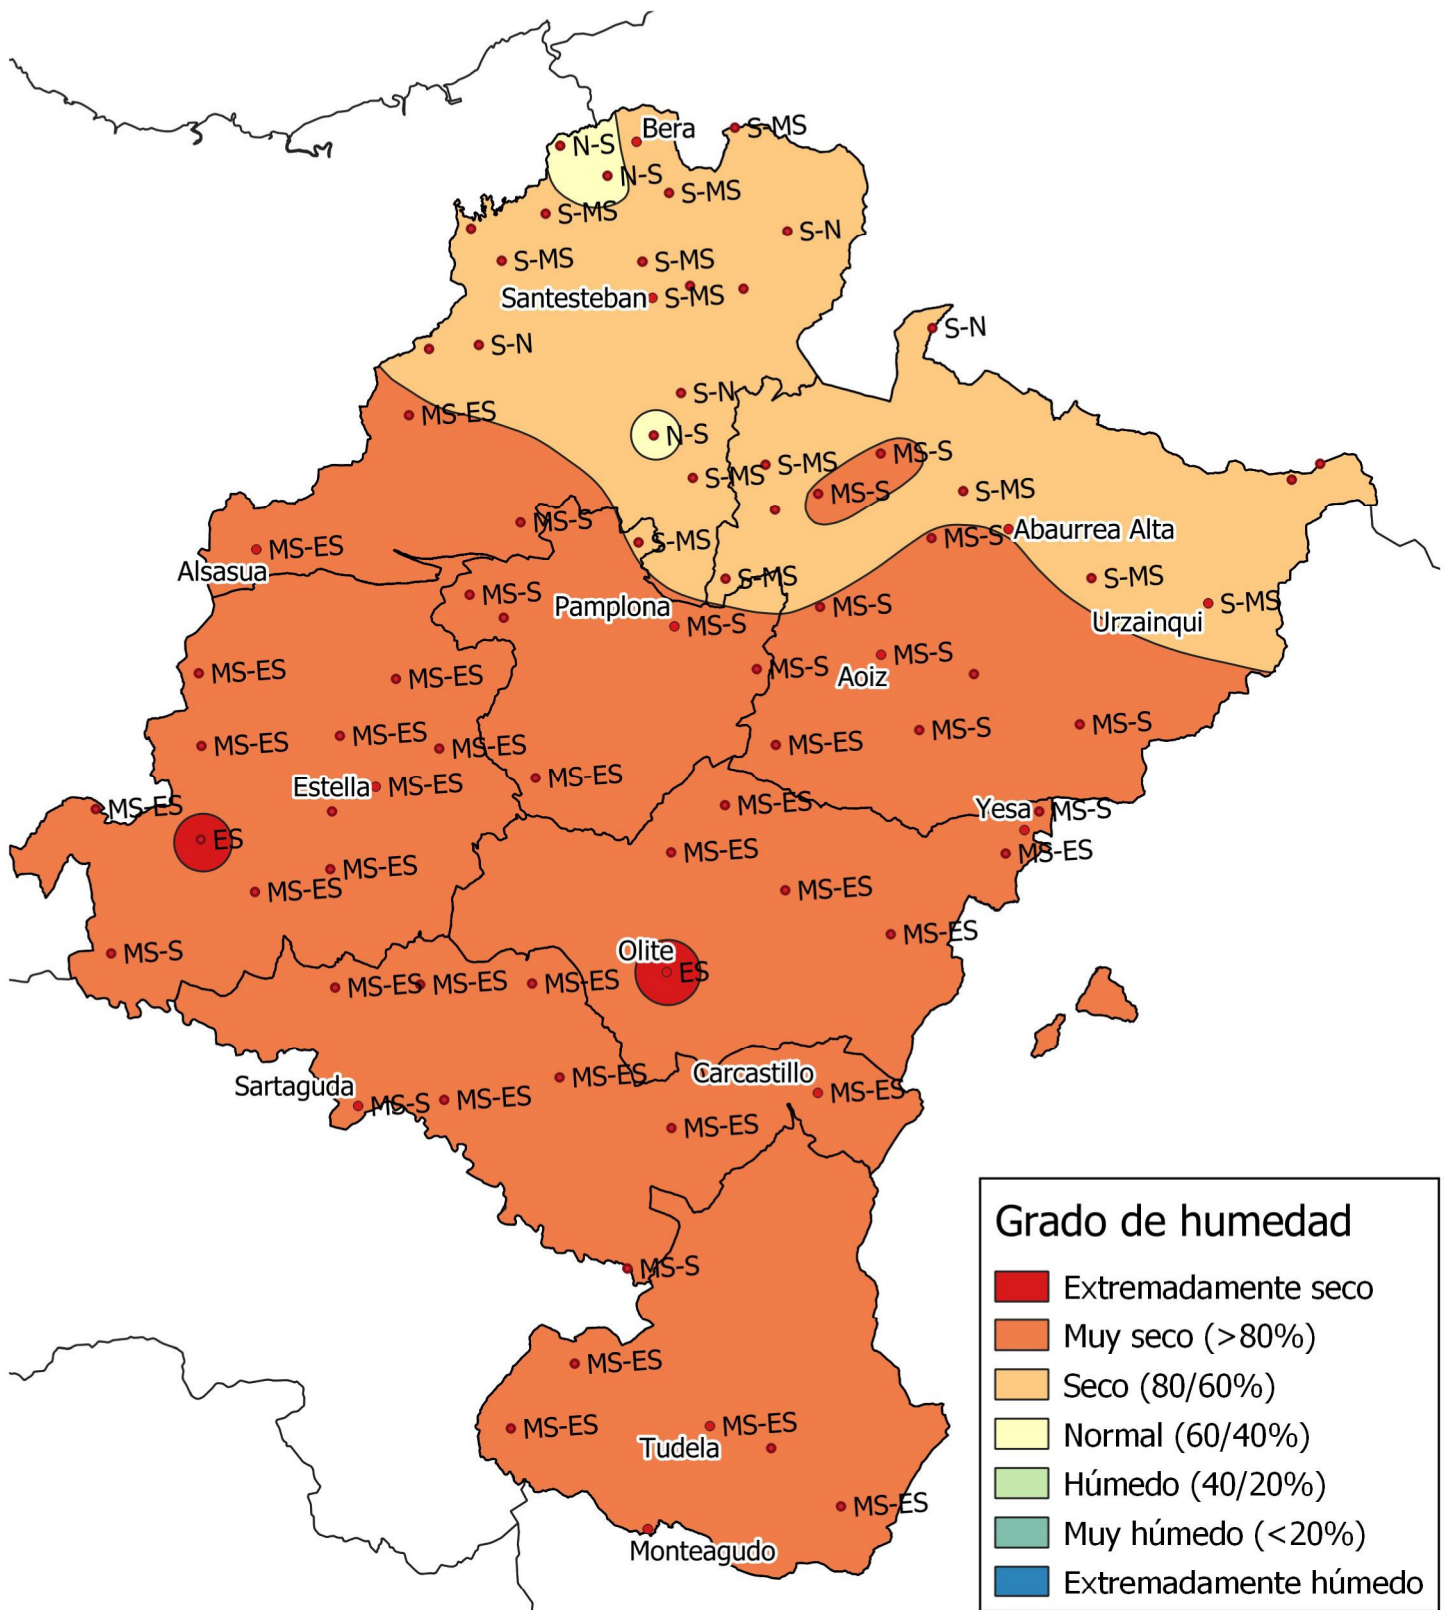 Bera
S-MS
N-S
N-S
S-MS
S-MS
S-N
S-MS
S-MS
Santesteban
S-MS
S-N
S-N
S-N
MS-ES
N-S
MS-S
S-MS
S-MS
MS-S
S-MS
MS-S
Abaurrea Alta
MS-S
S-MS
MS-ES
Alsasua
S-MS
S-MS
MS-S
Pamplona
MS-S
S-MS
Urzainqui
MS-S
MS-S
Aoiz
MS-S
MS-ES
MS-ES
MS-S
MS-S
MS-ES
MS-ES
MS-ES
MS-ES
MS-ES
Estella
MS-ES
MS-ES
MS-ES
MS-ES
Yesa
MS-S
ES
MS-ES
MS-ES
MS-ES
MS-ES
MS-ES
MS-ES
MS-S
Olite
ES
MS-ES
MS-ES
MS-ES
Sartaguda
MS-S
MS-ES
MS-ES
Carcastillo
MS-ES
MS-ES
MS-S
MS-ES
MS-ES
MS-ES
Tudela
MS-ES
Monteagudo
Grado de humedad
Extremadamente seco
Muy seco (>80%)
Seco (80/60%)
Normal (60/40%)
Húmedo (40/20%)
Muy húmedo (<20%)
Extremadamente húmedo